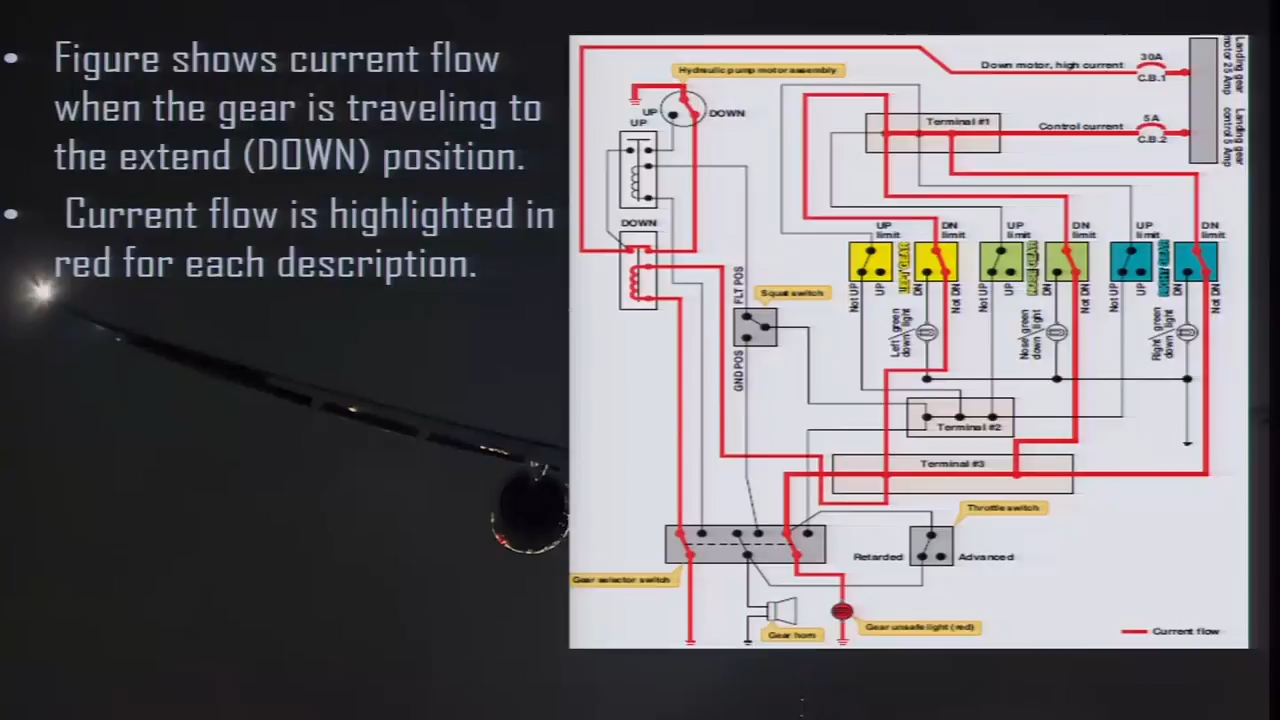 • Figure shows current flow
when the gear is traveling to
the extend (DOWN) position.
• Current flow is highlighted in
red for each description.
Hydraulic pump motor assembly
Down motor, high current
30A
C.B.1
Landing gear
motor 25 Amp
UP
DOWN
UP
Terminal #1
Control current
5A
C.B.2
Landing gear
control 5 Amp
DOWN
UP
limit
DN
limit
UP
limit
DN
limit
UP
limit
DN
limit
Not UP
UP
LEFT GEAR
DN
Not DN
Not UP
UP
NOSE GEAR
DN
Not DN
Not UP
UP
RIGHT GEAR
DN
Not DN
FLT POS
Squat switch
GND POS
Left green
down light
Nose green
down light
Right green
down light
Terminal #2
Terminal #3
Throttle switch
Retarded
Advanced
Gear selector switch
Gear horn
Gear unsafe light (red)
Current flow